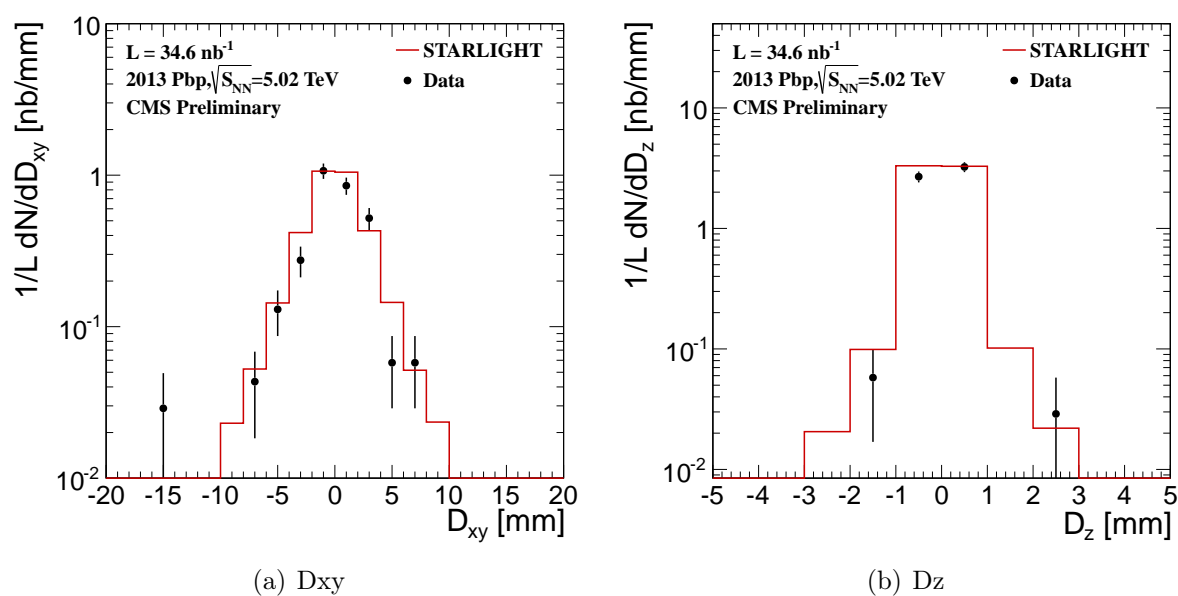 1/L dN/dD_xy [nb/mm]
10
1
10^-1
10^-2
L = 34.6 nb^-1
2013 Pbp,√S_NN=5.02 TeV
CMS Preliminary
STARLIGHT
Data
-20 -15 -10 -5 0 5 10 15 20
D_xy [mm]
(a) Dxy
1/L dN/dD_z [nb/mm]
10
1
10^-1
10^-2
L = 34.6 nb^-1
2013 Pbp,√S_NN=5.02 TeV
CMS Preliminary
STARLIGHT
Data
-5 -4 -3 -2 -1 0 1 2 3 4 5
D_z [mm]
(b) Dz